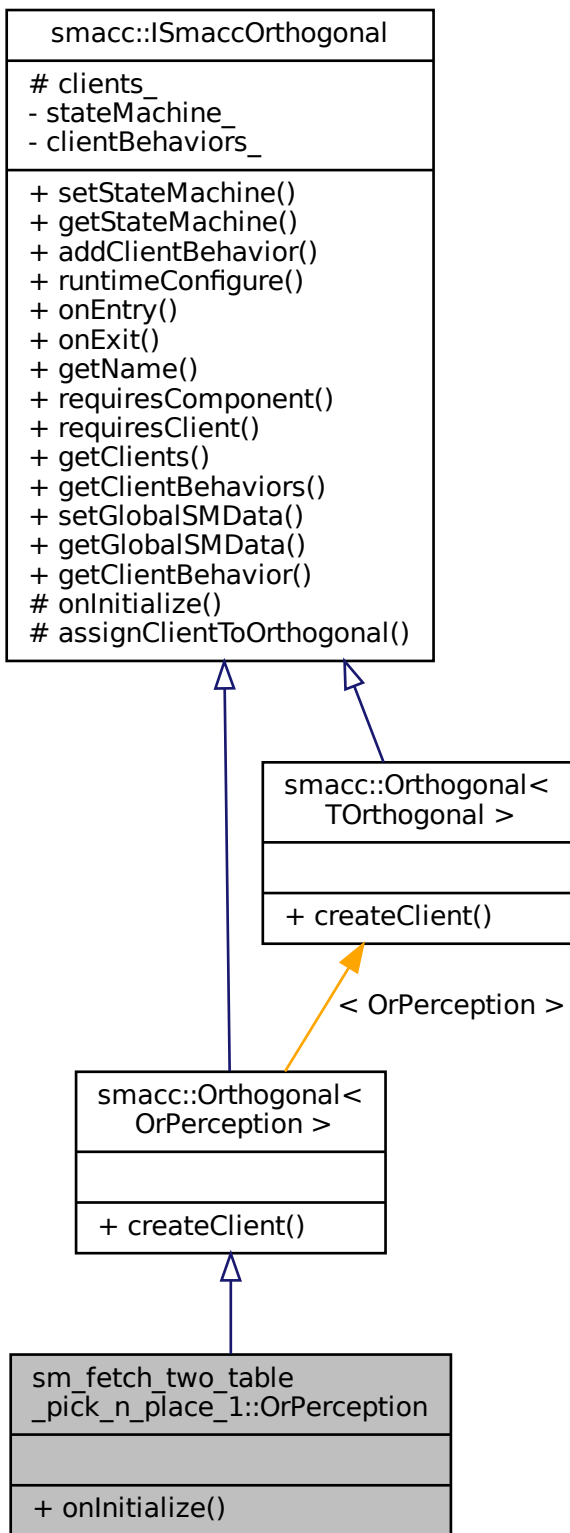 smacc::ISmaccOrthogonal
# clients_
- stateMachine_
- clientBehaviors_
+ setStateMachine()
+ getStateMachine()
+ addClientBehavior()
+ runtimeConfigure()
+ onEntry()
+ onExit()
+ getName()
+ requiresComponent()
+ requiresClient()
+ getClients()
+ getClientBehaviors()
+ setGlobalSMData()
+ getGlobalSMData()
+ getClientBehavior()
# onInitialize()
# assignClientToOrthogonal()
smacc::Orthogonal<
TOrthogonal >
+ createClient()
< OrPerception >
smacc::Orthogonal<
OrPerception >
+ createClient()
sm_fetch_two_table
_pick_n_place_1::OrPerception
+ onInitialize()